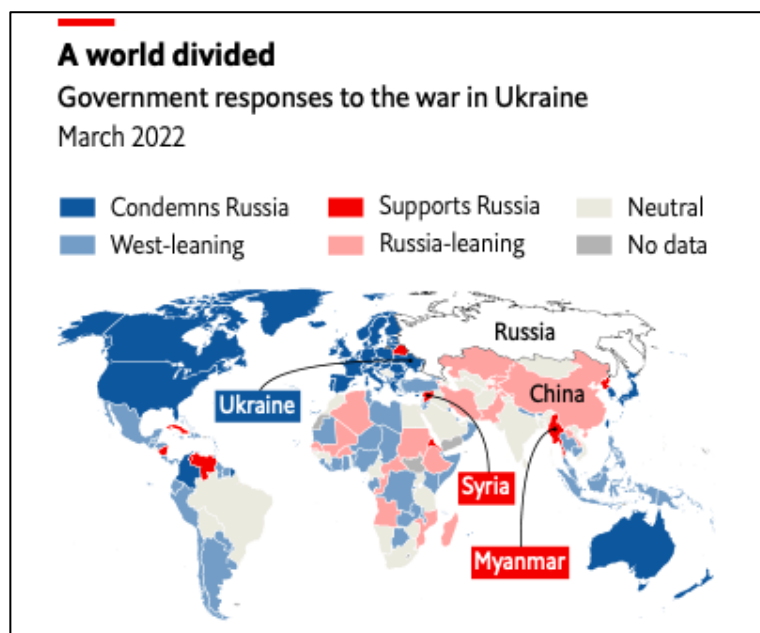 A world divided
Government responses to the war in Ukraine
March 2022
Condemns Russia Supports Russia Neutral
West-leaning Russia-leaning No data
Russia
China
Ukraine
Syria
Myanmar